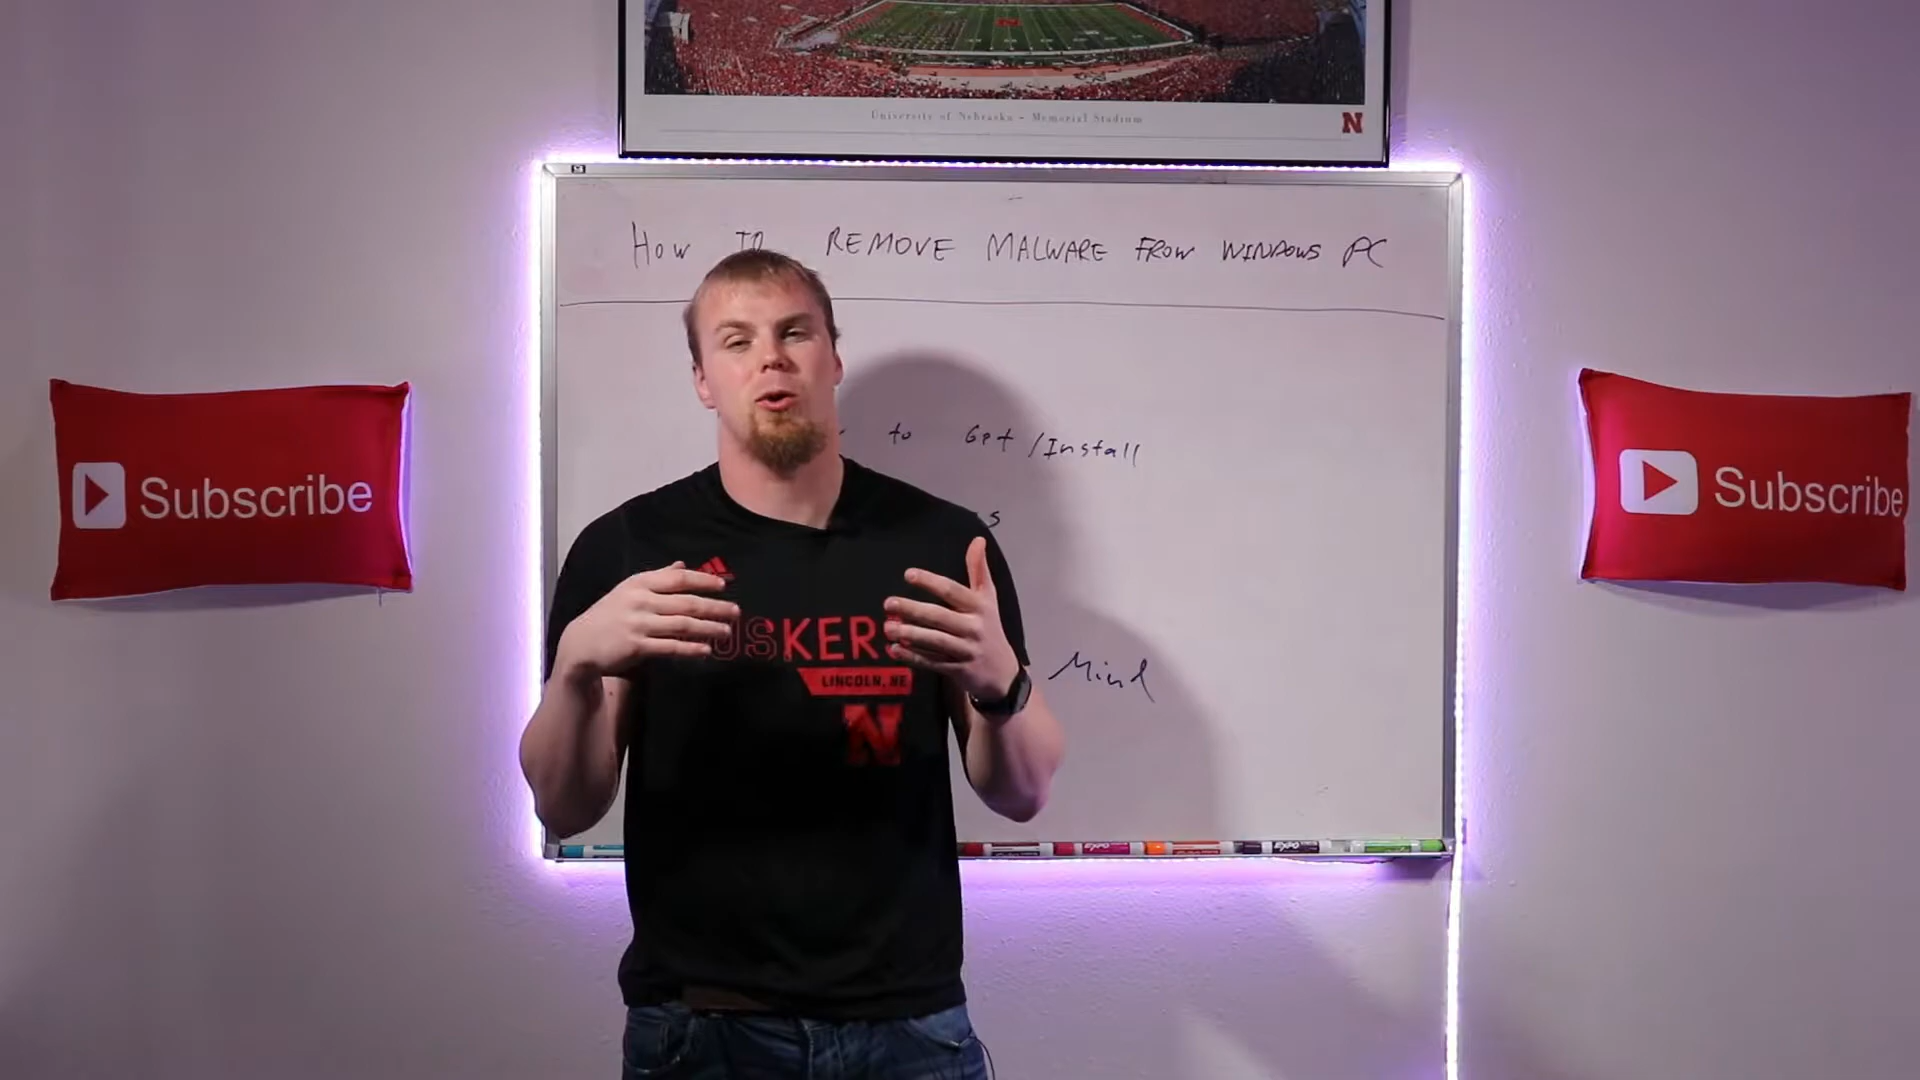 University of Nebraska - Memorial Stadium
N
HOW TO REMOVE MALWARE FROM WINDOWS PC
to Get/Install
Subscribe
Subscribe
USKERS
LINCOLN, NE
N
Mind